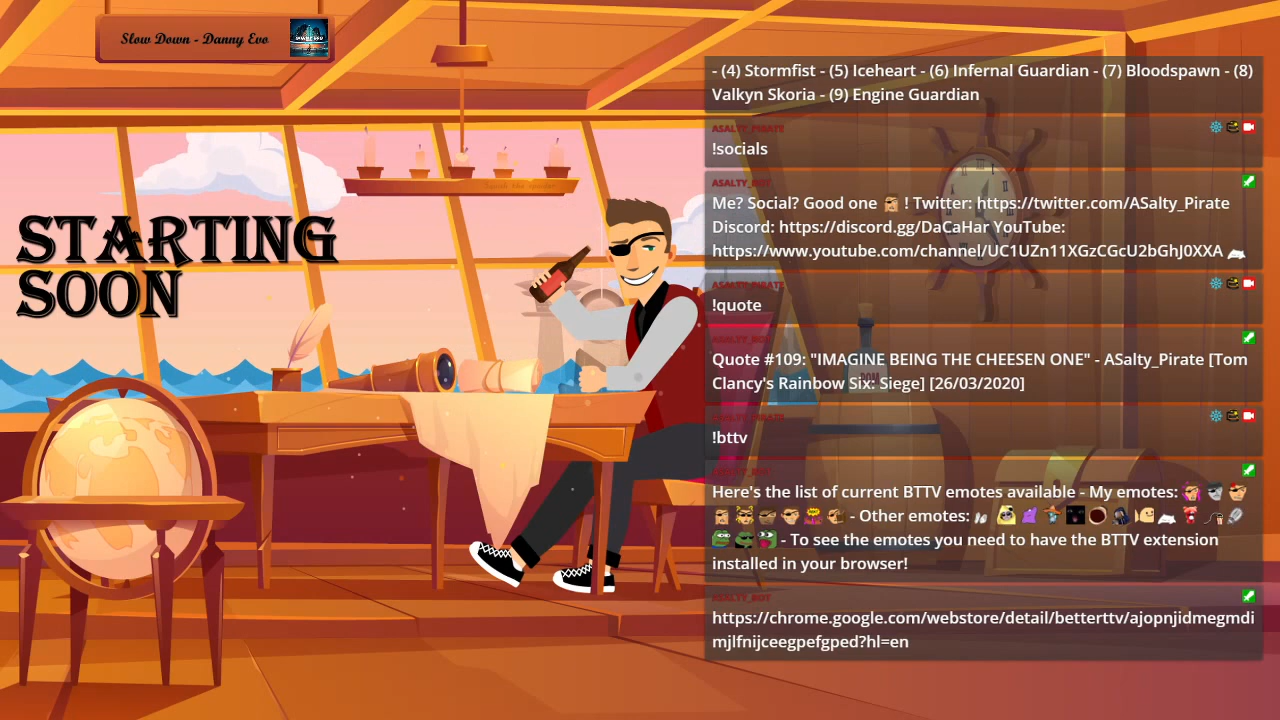 Slow Down - Danny Evo
STARTING
SOON
- (4) Stormfist - (5) Iceheart - (6) Infernal Guardian - (7) Bloodspawn - (8)
Valkyn Skoria - (9) Engine Guardian
ASALTY_PIRATE
!socials
ASALTY_BOT
Me? Social? Good one ! Twitter: https://twitter.com/ASalty_Pirate
Discord: https://discord.gg/DaCaHar YouTube:
https://www.youtube.com/channel/UC1UZn11XGzCGcU2bGhJ0XXA
ASALTY_PIRATE
!quote
ASALTY_BOT
Quote #109: "IMAGINE BEING THE CHEESEN ONE" - ASalty_Pirate [Tom
Clancy's Rainbow Six: Siege] [26/03/2020]
ASALTY_PIRATE
!bttv
ASALTY_BOT
Here's the list of current BTTV emotes available - My emotes:
- Other emotes:
- To see the emotes you need to have the BTTV extension
installed in your browser!
ASALTY_BOT
https://chrome.google.com/webstore/detail/betterttv/ajopnjidmegmdi
mjlfnijceegpefgped?hl=en